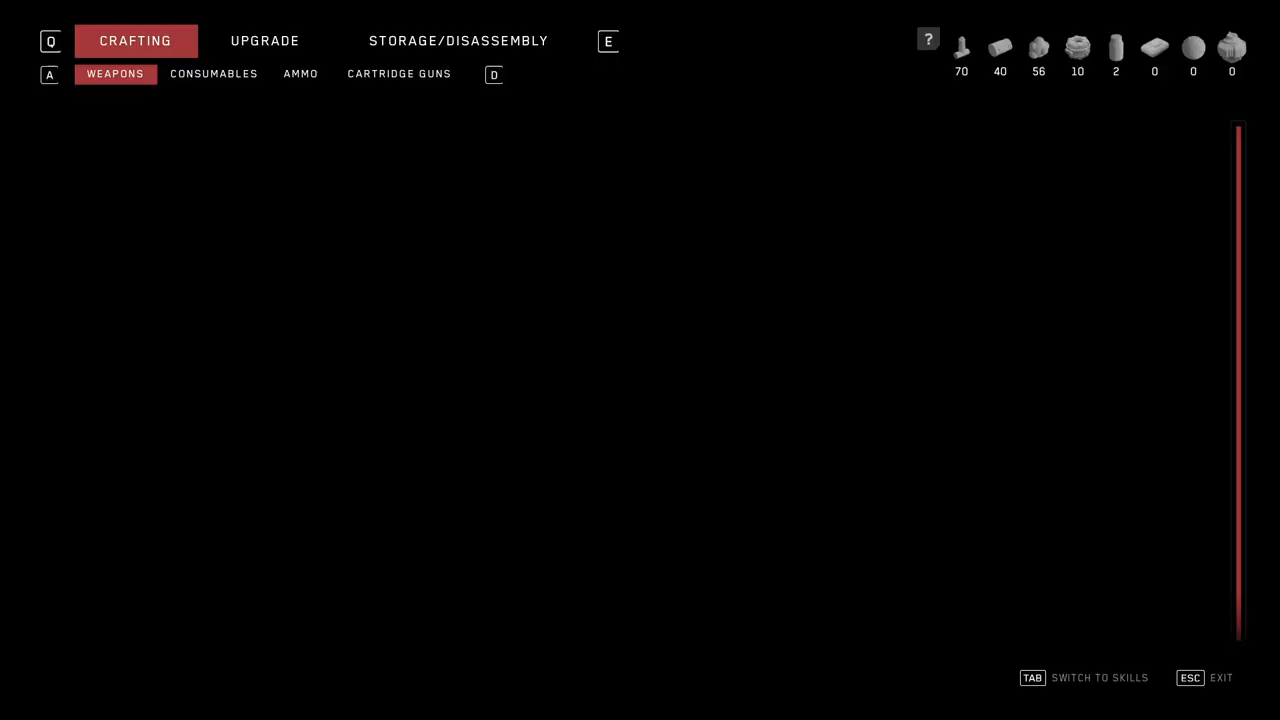 Q CRAFTING UPGRADE STORAGE/DISASSEMBLY E ?
A WEAPONS CONSUMABLES AMMO CARTRIDGE GUNS D
70 40 56 10 2 0 0 0
TAB SWITCH TO SKILLS ESC EXIT